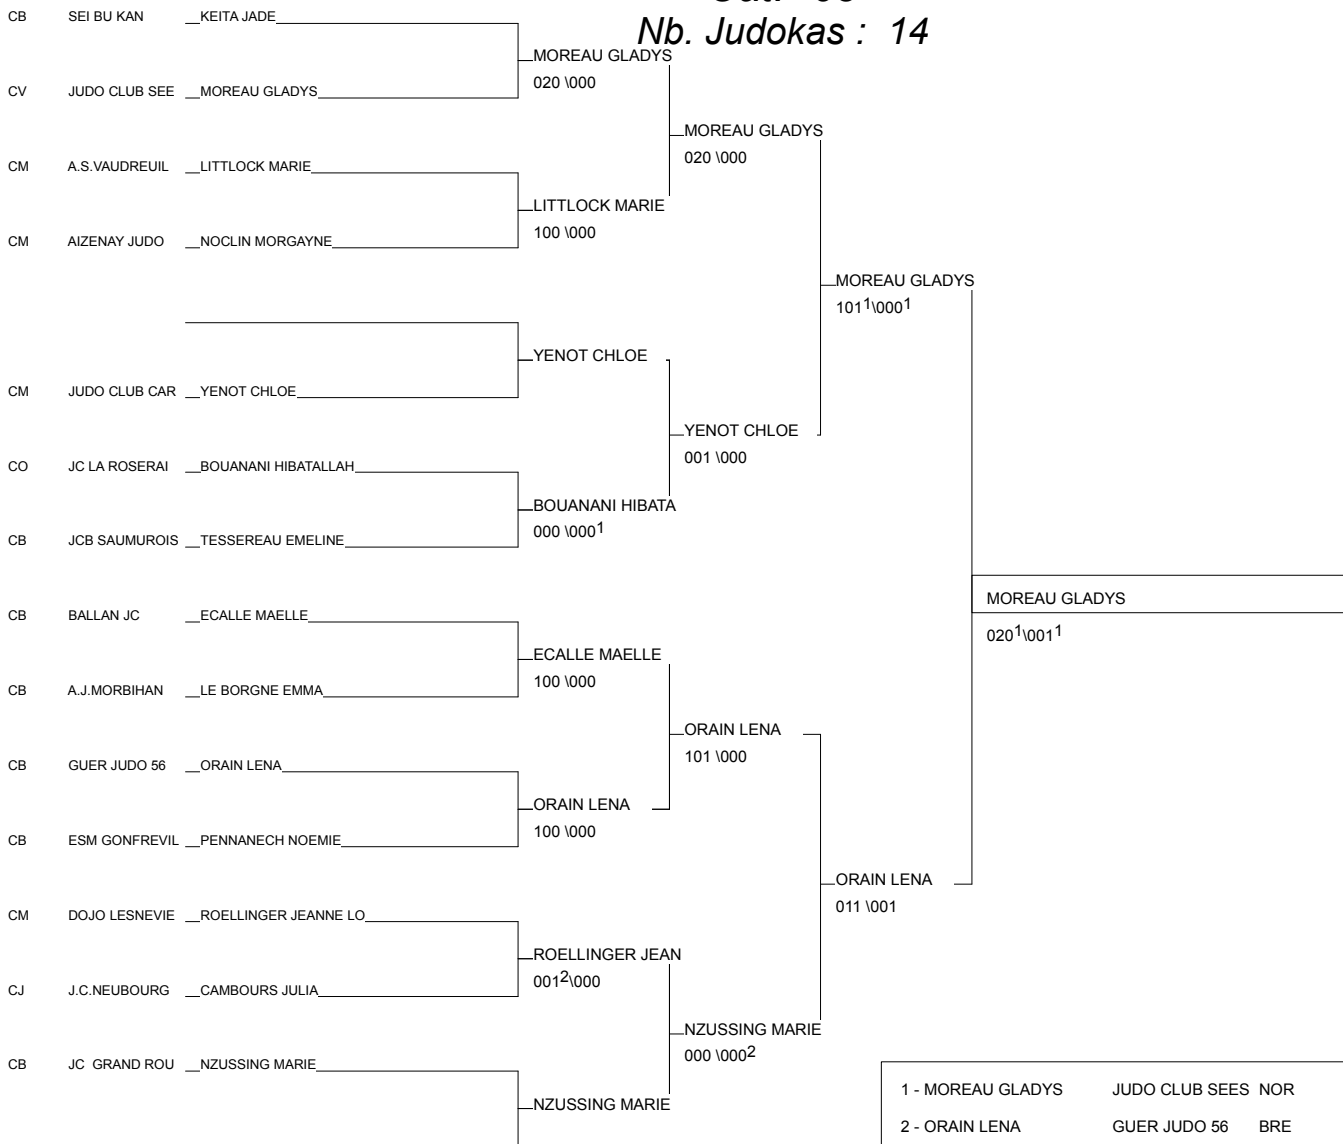 Nb. Judokas :  14
CB SEI BU KAN KEITA JADE
MOREAU GLADYS
020 \000
CV JUDO CLUB SEE MOREAU GLADYS
MOREAU GLADYS
020 \000
CM A.S.VAUDREUIL LITTLOCK MARIE
LITTLOCK MARIE
100 \000
CM AIZENAY JUDO NOCLIN MORGAYNE
MOREAU GLADYS
101¹\000¹
YENOT CHLOE
CM JUDO CLUB CAR YENOT CHLOE
YENOT CHLOE
001 \000
CO JC LA ROSERAI BOUANANI HIBATALLAH
BOUANANI HIBATA
000 \000¹
CB JCB SAUMUROIS TESSEREAU EMELINE
MOREAU GLADYS
020¹\001¹
CB BALLAN JC ECALLE MAELLE
ECALLE MAELLE
100 \000
CB A.J.MORBIHAN LE BORGNE EMMA
ORAIN LENA
101 \000
CB GUER JUDO 56 ORAIN LENA
ORAIN LENA
100 \000
CB ESM GONFREVIL PENNANECH NOEMIE
ORAIN LENA
011 \001
CM DOJO LESNEVIE ROELLINGER JEANNE LO
ROELLINGER JEAN
001²\000
CJ J.C.NEUBOURG CAMBOURS JULIA
NZUSSING MARIE
000 \000²
CB JC  GRAND ROU NZUSSING MARIE
NZUSSING MARIE
1 - MOREAU GLADYS JUDO CLUB SEES NOR
2 - ORAIN LENA GUER JUDO 56 BRE